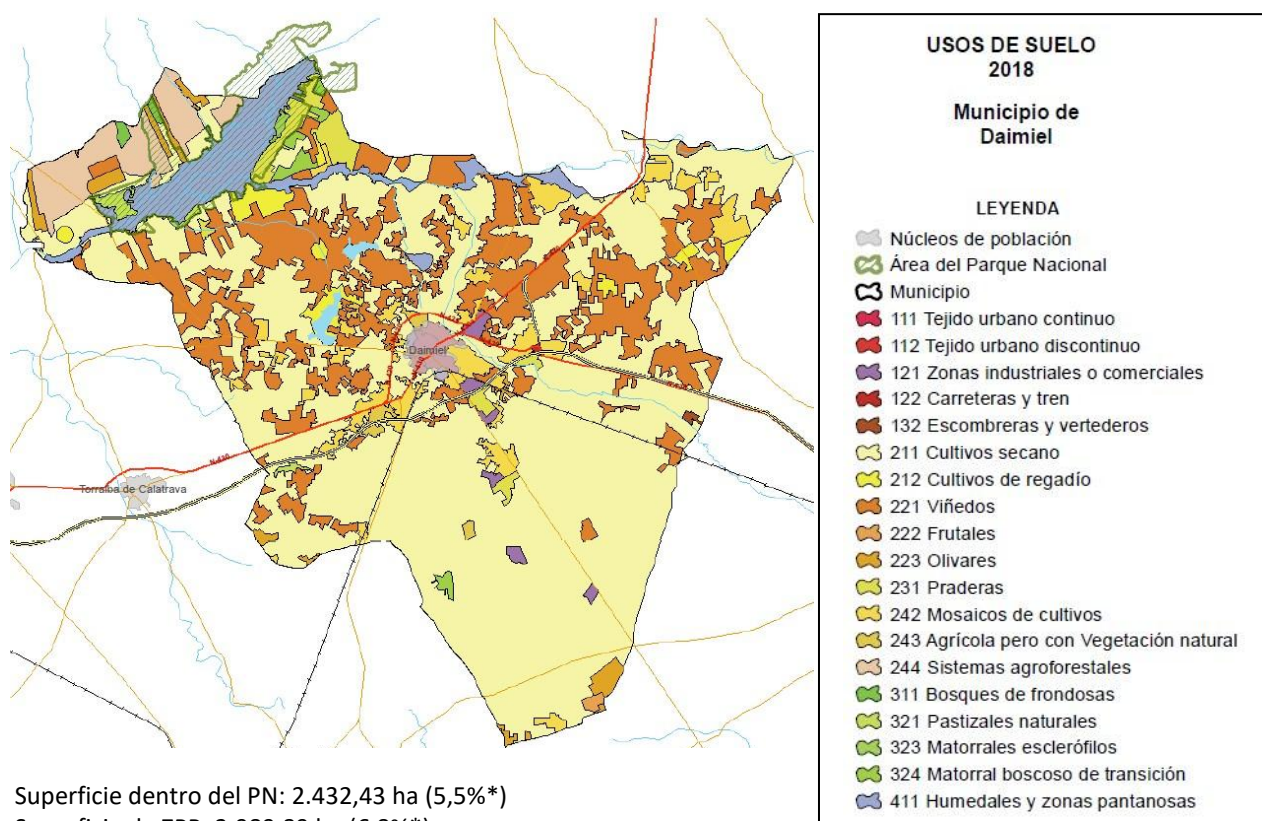 USOS DE SUELO
2018
Municipio de
Daimiel
LEYENDA
Núcleos de población
Área del Parque Nacional
Municipio
111 Tejido urbano continuo
112 Tejido urbano discontinuo
121 Zonas industriales o comerciales
122 Carreteras y tren
132 Escombreras y vertederos
211 Cultivos secano
212 Cultivos de regadío
221 Viñedos
222 Frutales
223 Olivares
231 Praderas
242 Mosaicos de cultivos
243 Agrícola pero con Vegetación natural
244 Sistemas agroforestales
311 Bosques de frondosas
321 Pastizales naturales
323 Matorrales esclerófilos
324 Matorral boscoso de transición
411 Humedales y zonas pantanosas
Daimiel
N-430
Torralba de Calatrava
Superficie dentro del PN: 2.432,43 ha (5,5%*)